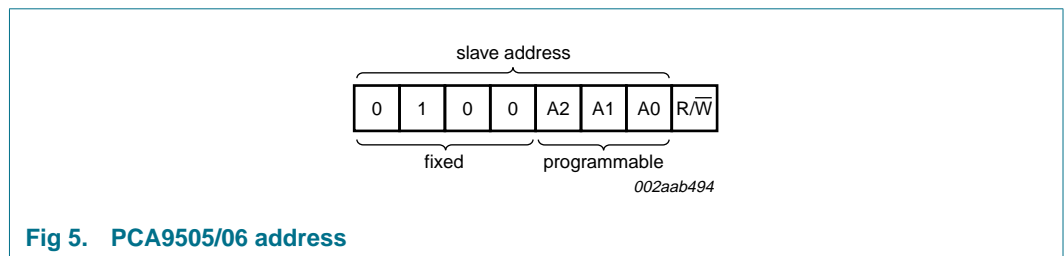 slave address
0 1 0 0 A2 A1 A0 R/W̅
fixed programmable
002aab494
Fig 5. PCA9505/06 address